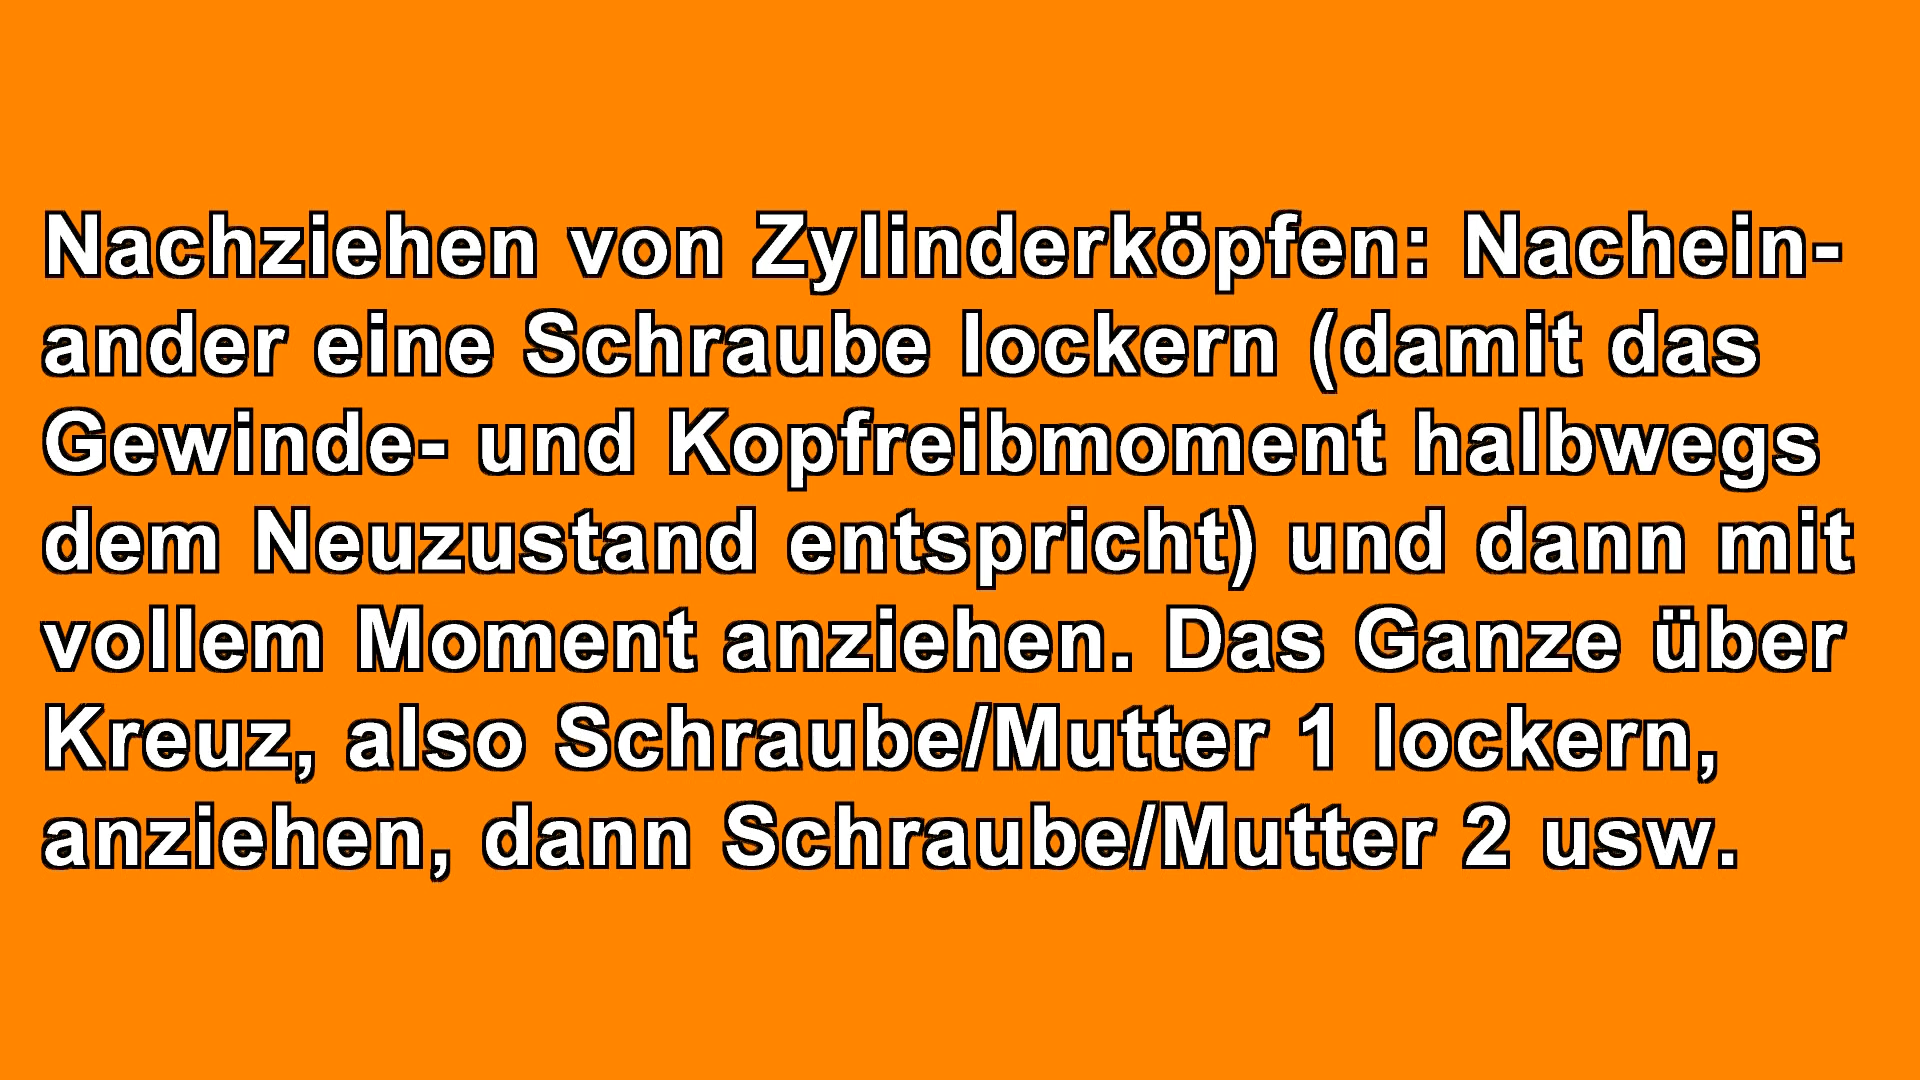 Nachziehen von Zylinderköpfen: Nachein-
ander eine Schraube lockern (damit das
Gewinde- und Kopfreibmoment halbwegs
dem Neuzustand entspricht) und dann mit
vollem Moment anziehen. Das Ganze über
Kreuz, also Schraube/Mutter 1 lockern,
anziehen, dann Schraube/Mutter 2 usw.